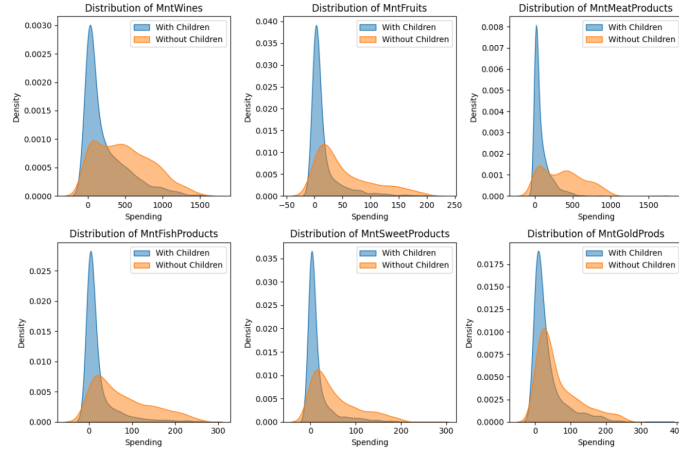 Distribution of MntWines
With Children
Without Children
0.0030
0.0025
0.0020
0.0015
0.0010
0.0005
0.0000
Density
0
500
1000
1500
Spending
Distribution of MntFruits
With Children
Without Children
0.040
0.035
0.030
0.025
0.020
0.015
0.010
0.005
0.000
Density
−50
0
50
100
150
200
250
Spending
Distribution of MntMeatProducts
With Children
Without Children
0.008
0.007
0.006
0.005
0.004
0.003
0.002
0.001
0.000
Density
0
500
1000
1500
Spending
Distribution of MntFishProducts
With Children
Without Children
0.025
0.020
0.015
0.010
0.005
0.000
Density
0
100
200
300
Spending
Distribution of MntSweetProducts
With Children
Without Children
0.035
0.030
0.025
0.020
0.015
0.010
0.005
0.000
Density
0
100
200
300
Spending
Distribution of MntGoldProds
With Children
Without Children
0.0175
0.0150
0.0125
0.0100
0.0075
0.0050
0.0025
0.0000
Density
0
100
200
300
400
Spending